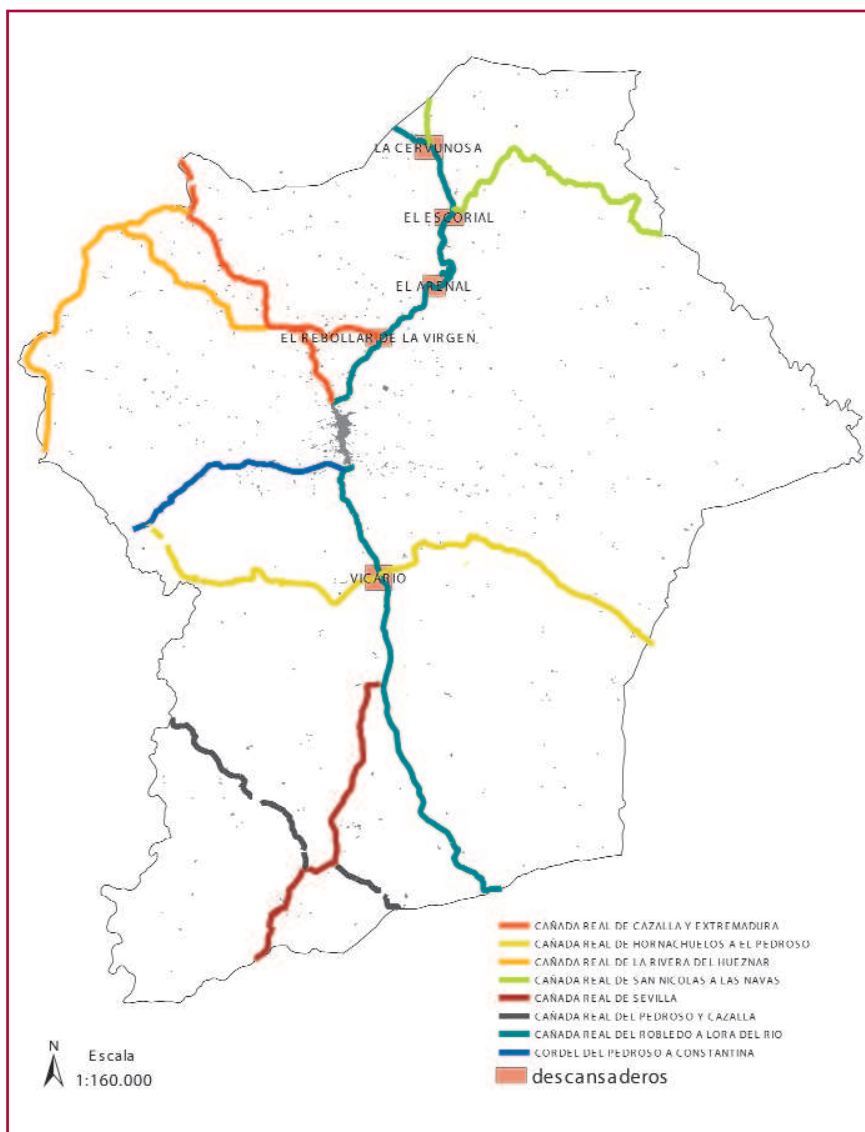 LA CERVUNOSA
EL ESCORIAL
EL ARENAL
EL REBOLLAR DE LA VIRGEN
VICARIO
CAÑADA REAL DE CAZALLA Y EXTREMADURA
CAÑADA REAL DE HORNACHUELOS A EL PEDROSO
CAÑADA REAL DE LA RIVERA DEL HUEZNAR
CAÑADA REAL DE SAN NICOLAS A LAS NAVAS
CAÑADA REAL DE SEVILLA
CAÑADA REAL DEL PEDROSO Y CAZALLA
CAÑADA REAL DEL ROBLEDO A LORA DEL RIO
CORDEL DEL PEDROSO A CONSTANTINA
descansaderos
N
Escala
1:160.000